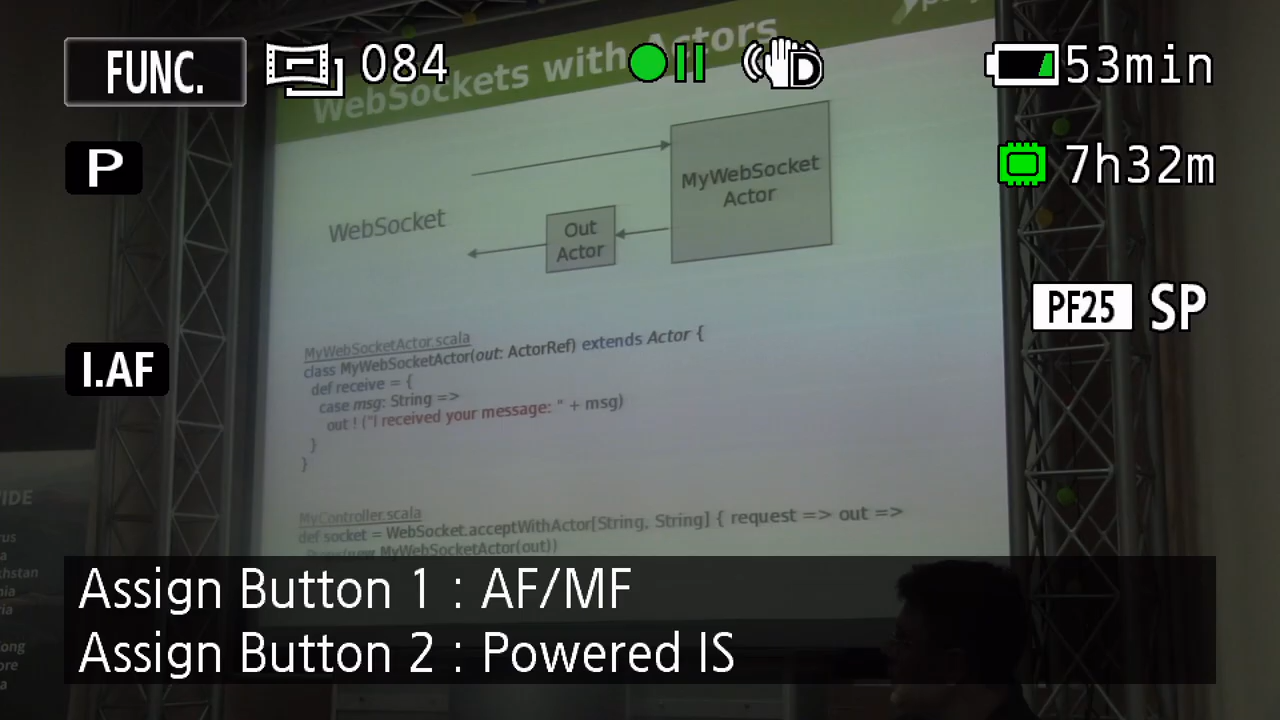 FUNC.
084
53min
P
7h32m
PF25 SP
I.AF
WebSockets with Actors
MyWebSocket
Actor
WebSocket
Out
Actor
MyWebSocketActor.scala
class MyWebSocketActor(out: ActorRef) extends Actor {
def receive = {
case msg: String =>
out ! ("I received your message: " + msg)
}
}
MyController.scala
def socket = WebSocket.acceptWithActor[String, String] { request => out =>
Props(new MyWebSocketActor(out))
Assign Button 1 : AF/MF
Assign Button 2 : Powered IS